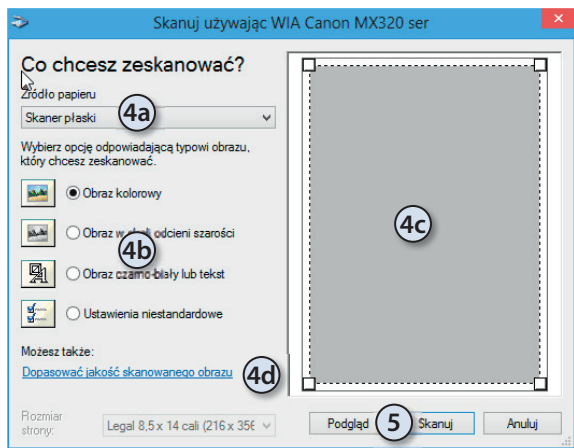 Skanuj używając WIA Canon MX320 ser
Co chcesz zeskanować?
Źródło papieru
4a
Skaner płaski
Wybierz opcję odpowiadającą typowi obrazu,
który chcesz zeskanować.
Obraz kolorowy
Obraz w skali odcieni szarości
4b
Obraz czarno-biały lub tekst
Ustawienia niestandardowe
Możesz także:
Dopasować jakość skanowanego obrazu
4d
Rozmiar
strony:
Legal 8,5 x 14 cali (216 x 356
4c
Podgląd
5
Skanuj
Anuluj